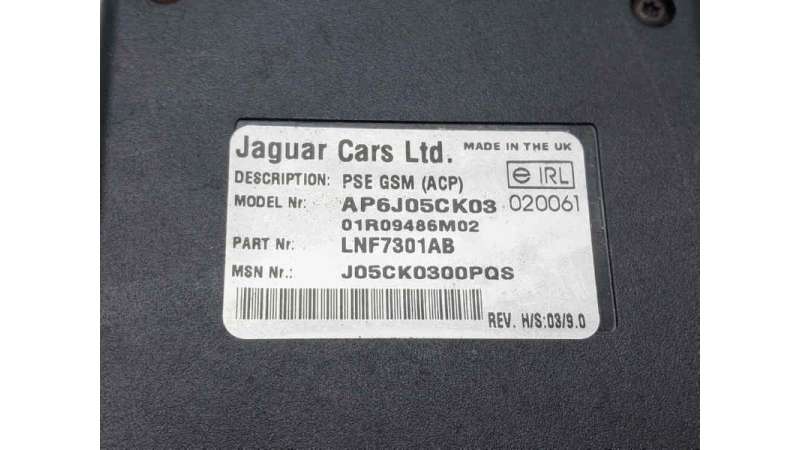 Jaguar Cars Ltd. MADE IN THE UK
DESCRIPTION: PSE GSM (ACP) e IRL
MODEL Nr: AP6J05CK03 020061
01R09486M02
PART Nr: LNF7301AB
MSN Nr.: J05CK0300PQS
REV. H/S:03/9.0